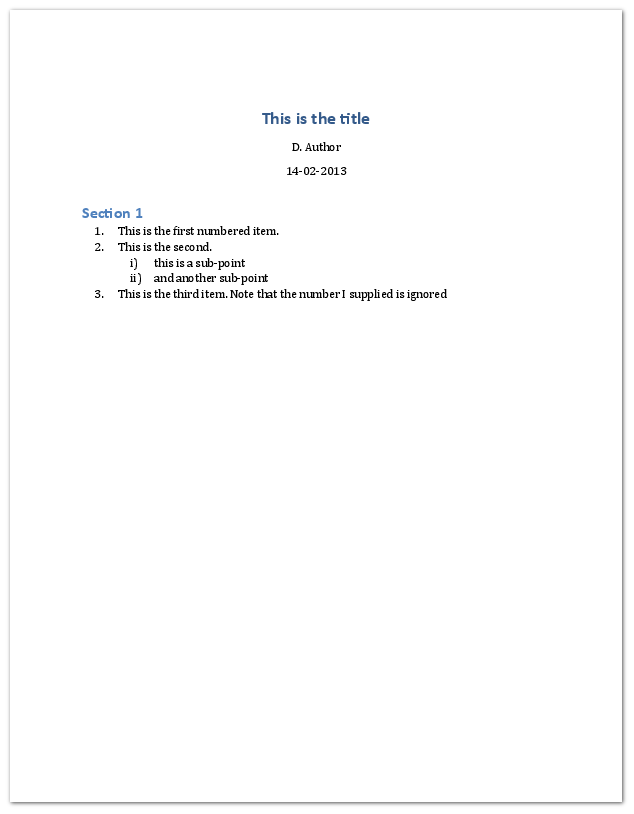 This is the title
D. Author
14-02-2013
Section 1
1. This is the first numbered item.
2. This is the second.
i) this is a sub-point
ii) and another sub-point
3. This is the third item. Note that the number I supplied is ignored